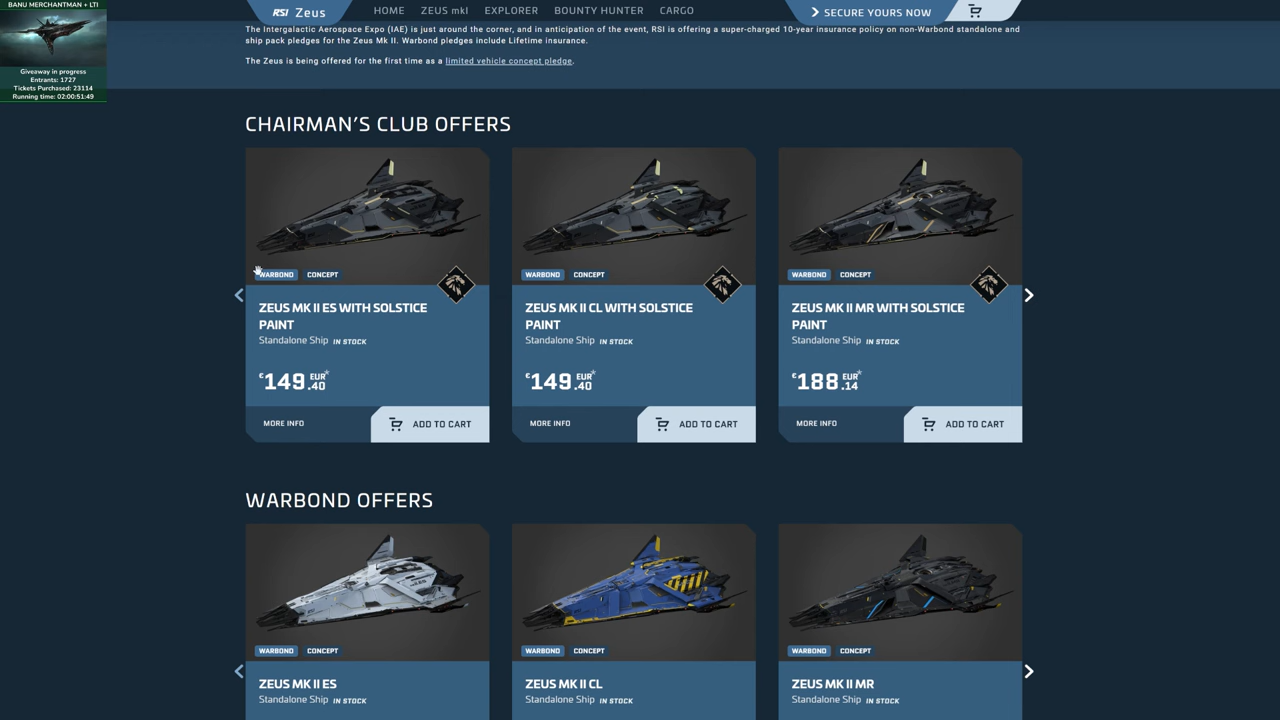 BANU MERCHANTMAN + LTI
Giveaway in progress
Entrants: 1727
Tickets Purchased: 23114
Running time: 02:00:51:49
RSI Zeus
HOME
ZEUS mkI
EXPLORER
BOUNTY HUNTER
CARGO
SECURE YOURS NOW
The Intergalactic Aerospace Expo (IAE) is just around the corner, and in anticipation of the event, RSI is offering a super-charged 10-year insurance policy on non-Warbond standalone and
ship pack pledges for the Zeus Mk II. Warbond pledges include Lifetime insurance.
The Zeus is being offered for the first time as a limited vehicle concept pledge.
CHAIRMAN'S CLUB OFFERS
WARBOND CONCEPT
ZEUS MK II ES WITH SOLSTICE
PAINT
Standalone Ship IN STOCK
€149.40 EUR*
MORE INFO
ADD TO CART
WARBOND CONCEPT
ZEUS MK II CL WITH SOLSTICE
PAINT
Standalone Ship IN STOCK
€149.40 EUR*
MORE INFO
ADD TO CART
WARBOND CONCEPT
ZEUS MK II MR WITH SOLSTICE
PAINT
Standalone Ship IN STOCK
€188.14 EUR*
MORE INFO
ADD TO CART
WARBOND OFFERS
WARBOND CONCEPT
ZEUS MK II ES
Standalone Ship IN STOCK
WARBOND CONCEPT
ZEUS MK II CL
Standalone Ship IN STOCK
WARBOND CONCEPT
ZEUS MK II MR
Standalone Ship IN STOCK